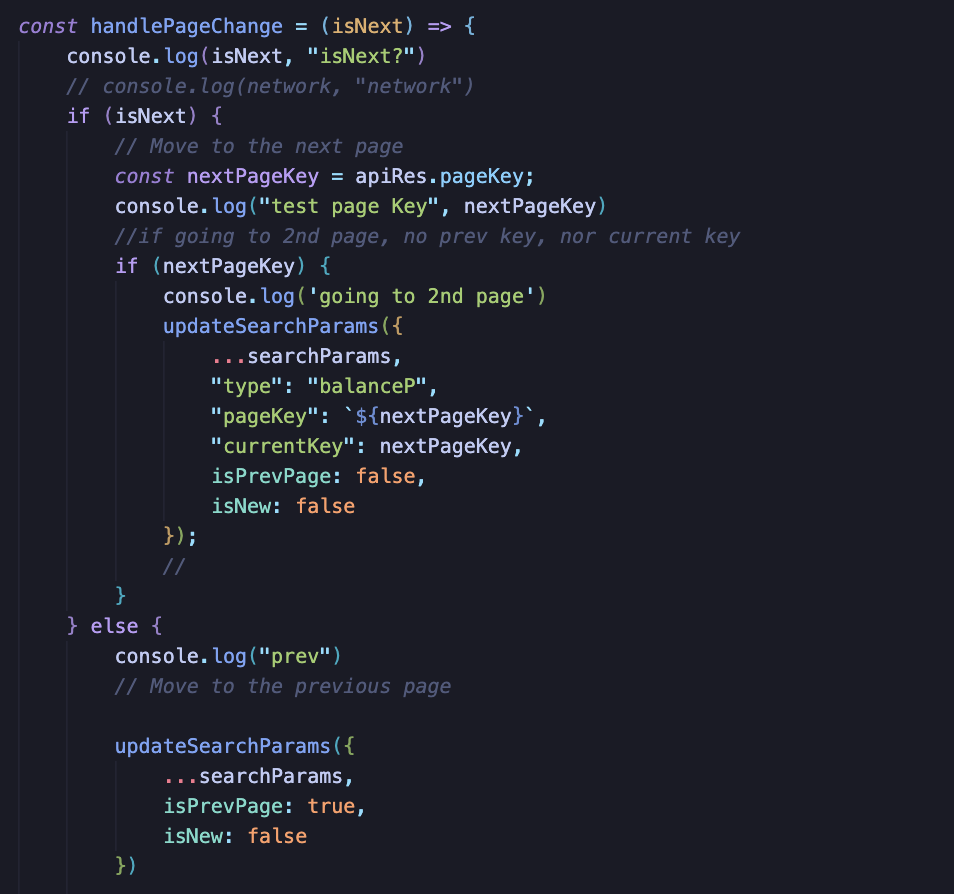 const handlePageChange = (isNext) => {
    console.log(isNext, "isNext?")
    // console.log(network, "network")
    if (isNext) {
        // Move to the next page
        const nextPageKey = apiRes.pageKey;
        console.log("test page Key", nextPageKey)
        //if going to 2nd page, no prev key, nor current key
        if (nextPageKey) {
            console.log('going to 2nd page')
            updateSearchParams({
                ...searchParams,
                "type": "balanceP",
                "pageKey": `${nextPageKey}`,
                "currentKey": nextPageKey,
                isPrevPage: false,
                isNew: false
            });
            //
        }
    } else {
        console.log("prev")
        // Move to the previous page

        updateSearchParams({
            ...searchParams,
            isPrevPage: true,
            isNew: false
        })